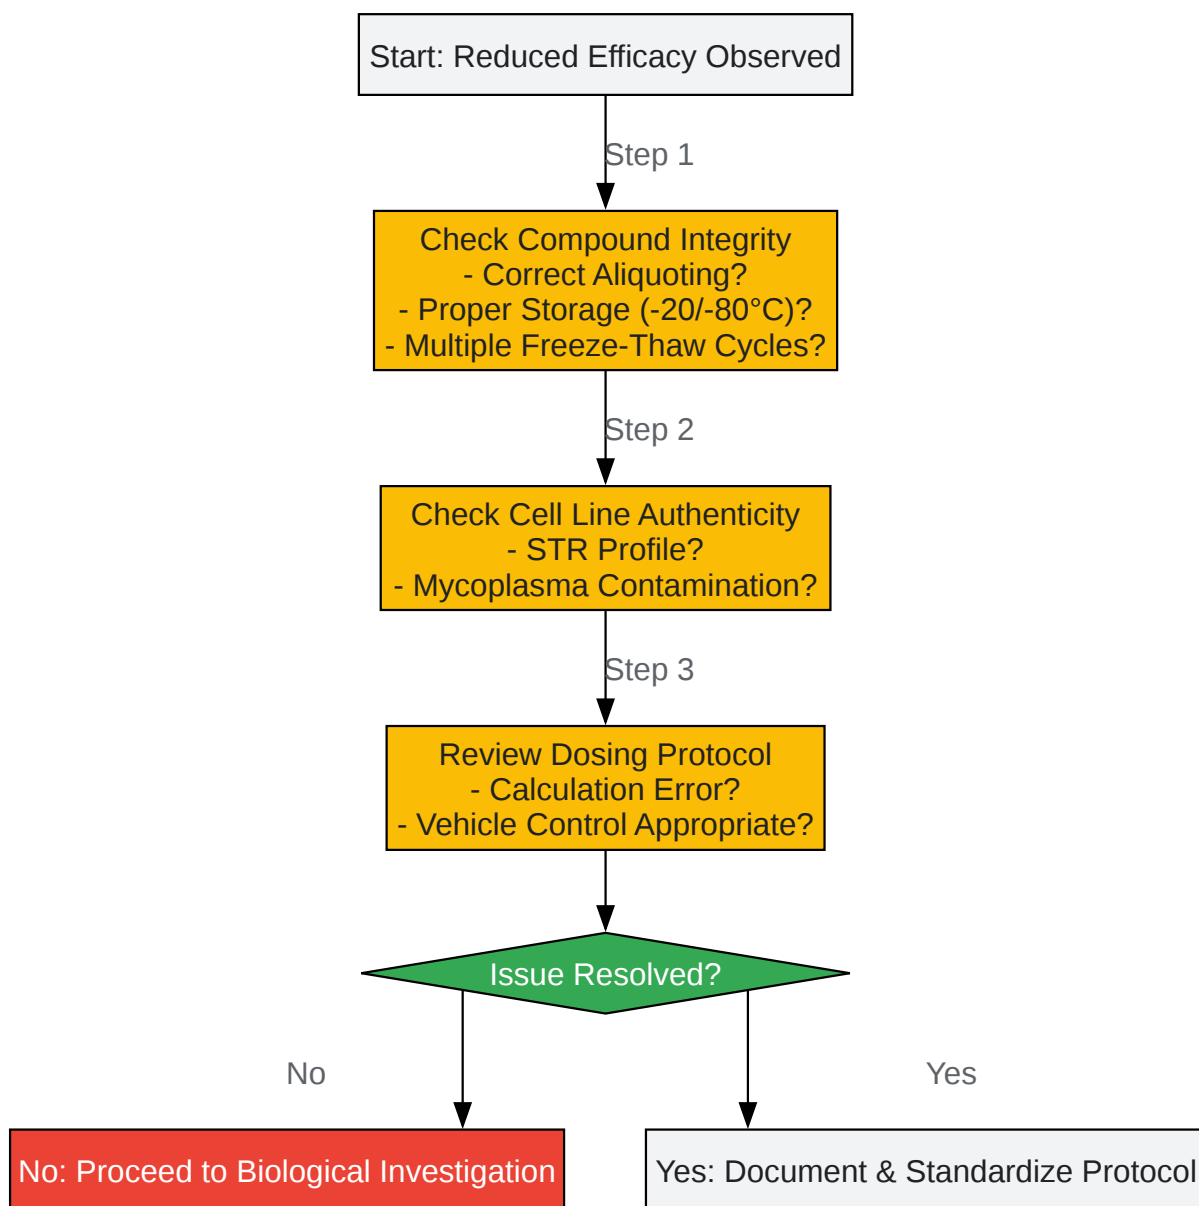 Start: Reduced Efficacy Observed
Step 1
Check Compound Integrity
- Correct Aliquoting?
- Proper Storage (-20/-80°C)?
- Multiple Freeze-Thaw Cycles?
Step 2
Check Cell Line Authenticity
- STR Profile?
- Mycoplasma Contamination?
Step 3
Review Dosing Protocol
- Calculation Error?
- Vehicle Control Appropriate?
Issue Resolved?
No
Yes
No: Proceed to Biological Investigation
Yes: Document & Standardize Protocol